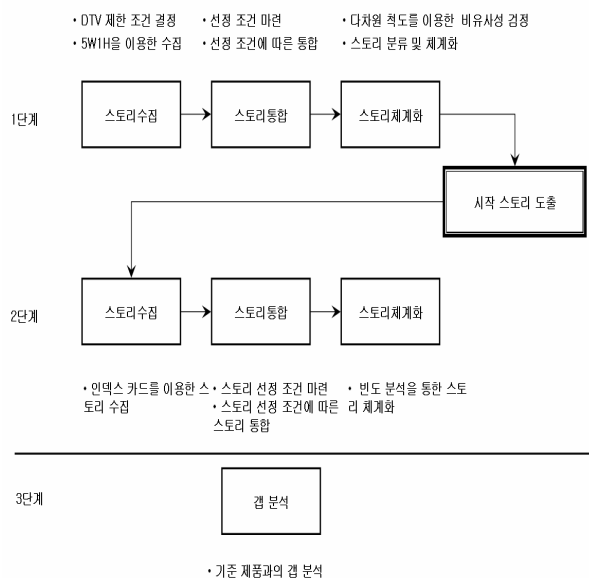 • DTV 제한 조건 결정
• 5W1H을 이용한 수집
• 선정 조건 마련
• 선정 조건에 따른 통합
• 다차원 척도를 이용한 비유사성 검정
• 스토리 분류 및 체계화
1단계
스토리수집
스토리통합
스토리체계화
시작 스토리 도출
2단계
스토리수집
스토리통합
스토리체계화
• 인덱스 카드를 이용한 스
토리 수집
• 스토리 선정 조건 마련
• 스토리 선정 조건에 따른
스토리 통합
• 빈도 분석을 통한 스토
리 체계화
3단계
갭 분석
• 기준 제품과의 갭 분석